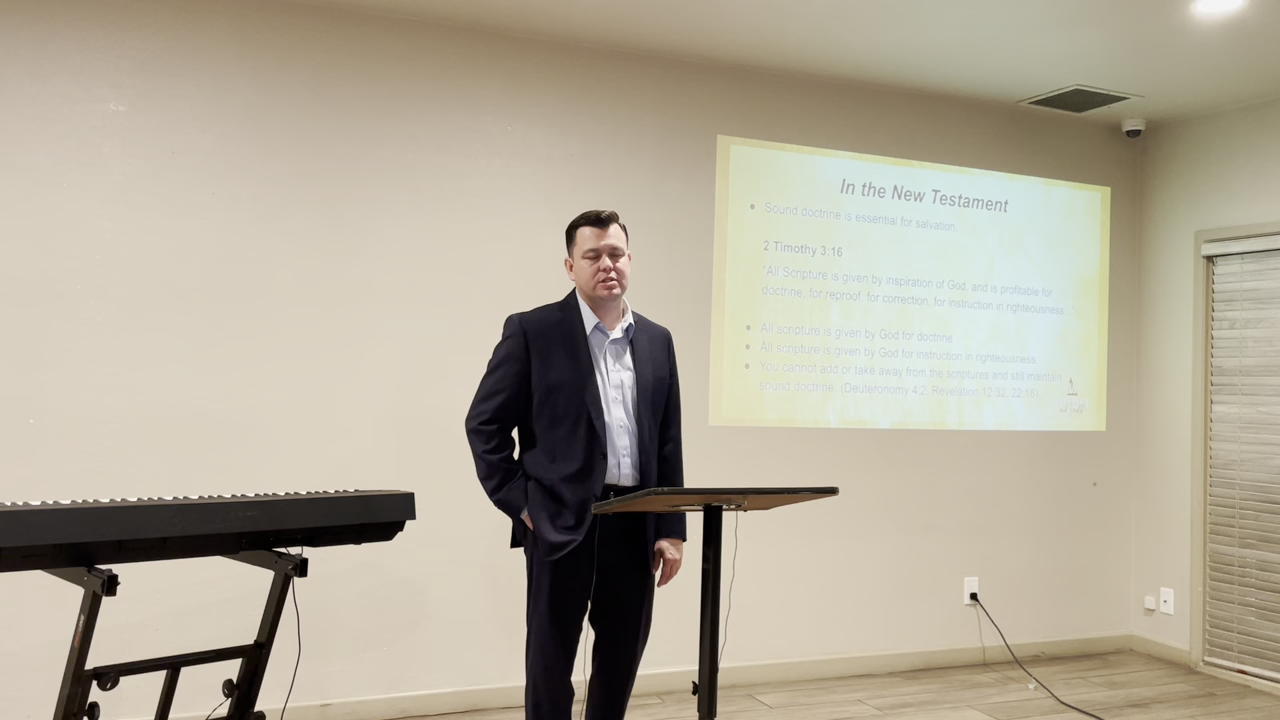 In the New Testament
• Sound doctrine is essential for salvation.
2 Timothy 3:16
"All Scripture is given by inspiration of God, and is profitable for
doctrine, for reproof, for correction, for instruction in righteousness
• All scripture is given by God for doctrine
• All scripture is given by God for instruction in righteousness.
• You cannot add or take away from the scriptures and still maintain
sound doctrine. (Deuteronomy 4:2, Revelation 12:32, 22:18)